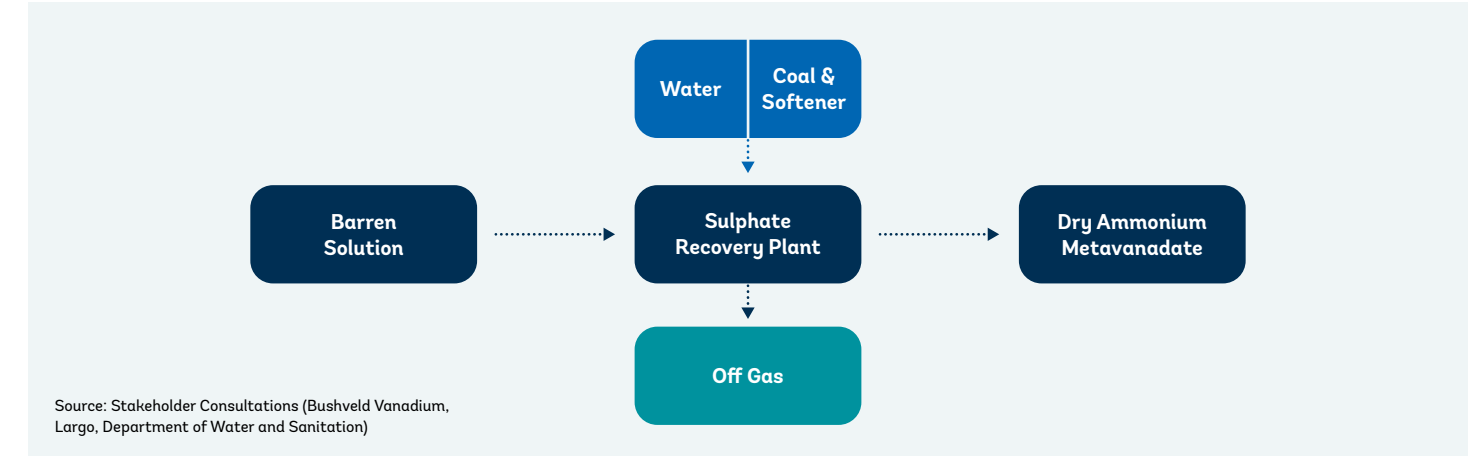 Water
Coal &
Softener
Barren
Solution
Sulphate
Recovery Plant
Dry Ammonium
Metavanadate
Off Gas
Source: Stakeholder Consultations (Bushveld Vanadium,
Largo, Department of Water and Sanitation)